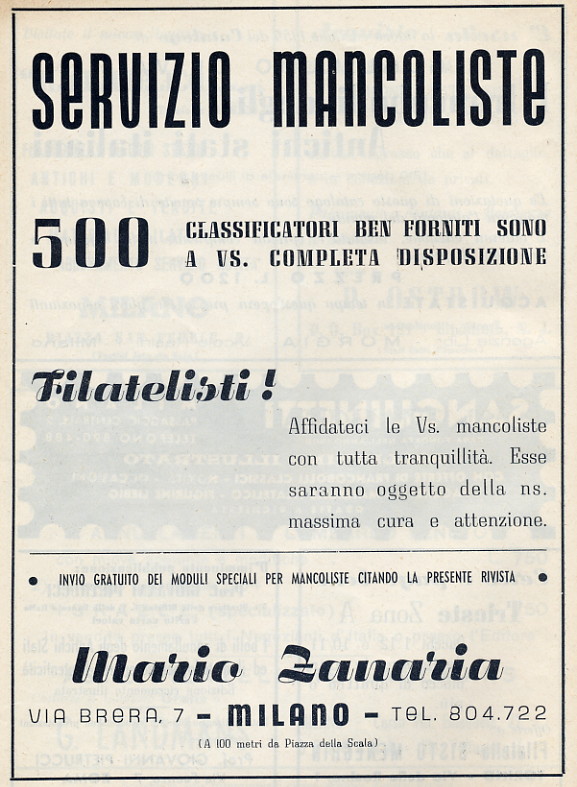 SERVIZIO MANCOLISTE
500 CLASSIFICATORI BEN FORNITI SONO
A VS. COMPLETA DISPOSIZIONE
Filatelisti!
Affidateci le Vs. mancoliste
con tutta tranquillità. Esse
saranno oggetto della ns.
massima cura e attenzione.
• INVIO GRATUITO DEI MODULI SPECIALI PER MANCOLISTE CITANDO LA PRESENTE RIVISTA •
Mario Zanaria
VIA BRERA, 7 – MILANO – TEL. 804.722
(A 100 metri da Piazza della Scala)